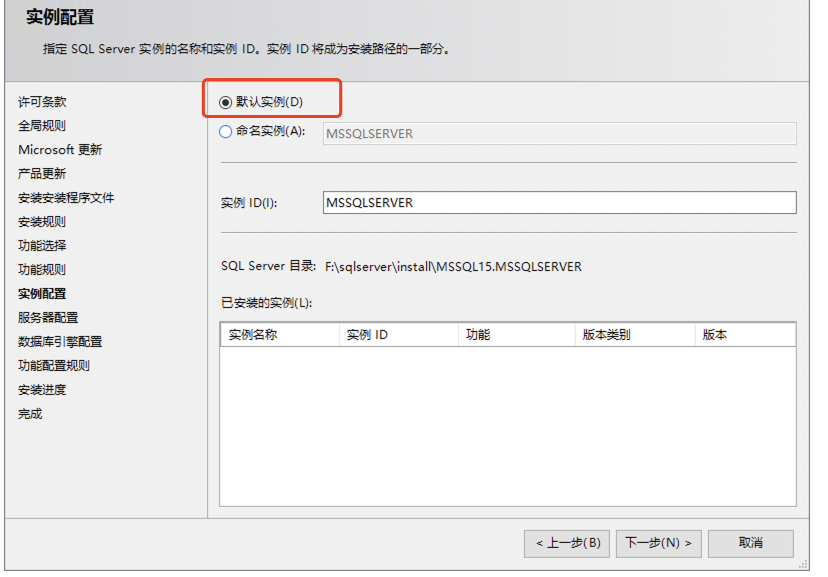 实例配置
指定 SQL Server 实例的名称和实例 ID。实例 ID 将成为安装路径的一部分。
许可条款
全局规则
Microsoft 更新
产品更新
安装安装程序文件
安装规则
功能选择
功能规则
实例配置
服务器配置
数据库引擎配置
功能配置规则
安装进度
完成
默认实例(D)
命名实例(A): MSSQLSERVER
实例 ID(I): MSSQLSERVER
SQL Server 目录: F:\sqlserver\install\MSSQL15.MSSQLSERVER
已安装的实例(L):
实例名称 实例 ID 功能 版本类别 版本
< 上一步(B) 下一步(N) > 取消